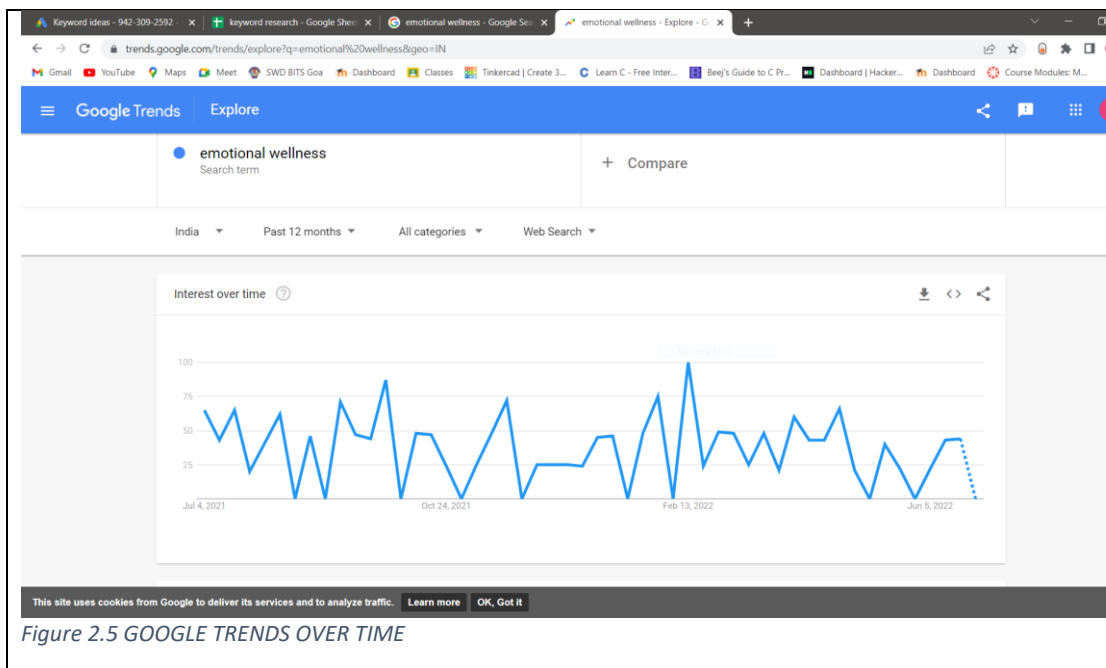 Keyword ideas - 942-309-2592 -
keyword research - Google Shee
emotional wellness - Google Sea
emotional wellness - Explore - G
trends.google.com/trends/explore?q=emotional%20wellness&geo=IN
Gmail YouTube Maps Meet SWD BITS Goa Dashboard Classes Tinkercad | Create 3... Learn C - Free Inter... Beej's Guide to C Pr... Dashboard | Hacker... Dashboard Course Modules: M...
Google Trends Explore
emotional wellness
Search term
+ Compare
India Past 12 months All categories Web Search
Interest over time
100
75
50
25
Jul 4, 2021 Oct 24, 2021 Feb 13, 2022 Jun 5, 2022
This site uses cookies from Google to deliver its services and to analyze traffic. Learn more OK, Got it
Figure 2.5 GOOGLE TRENDS OVER TIME